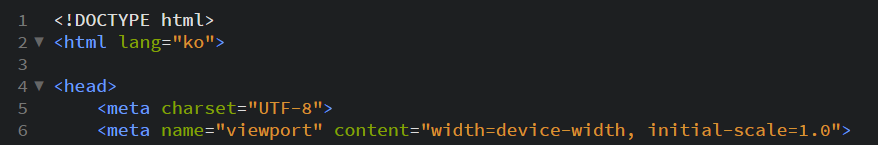 1 <!DOCTYPE html>
2 <html lang="ko">
3
4 <head>
5 <meta charset="UTF-8">
6 <meta name="viewport" content="width=device-width, initial-scale=1.0">